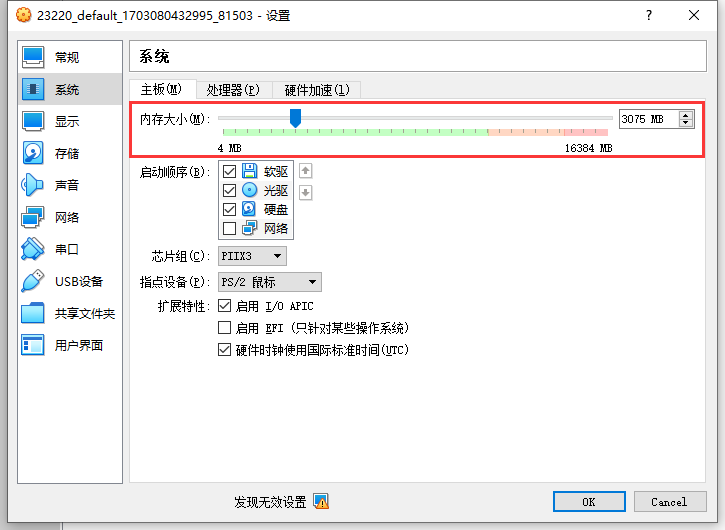 23220_default_1703080432995_81503 - 设置
?
常规
系统
显示
存储
声音
网络
串口
USB设备
共享文件夹
用户界面
系统
主板(M) 处理器(P) 硬件加速(L)
内存大小(M): 3075 MB
4 MB 16384 MB
启动顺序(B): 软驱
光驱
硬盘
网络
芯片组(C): PIIX3
指点设备(P): PS/2 鼠标
扩展特性: 启用 I/O APIC
启用 EFI (只针对某些操作系统)
硬件时钟使用国际标准时间(UTC)
发现无效设置 OK Cancel